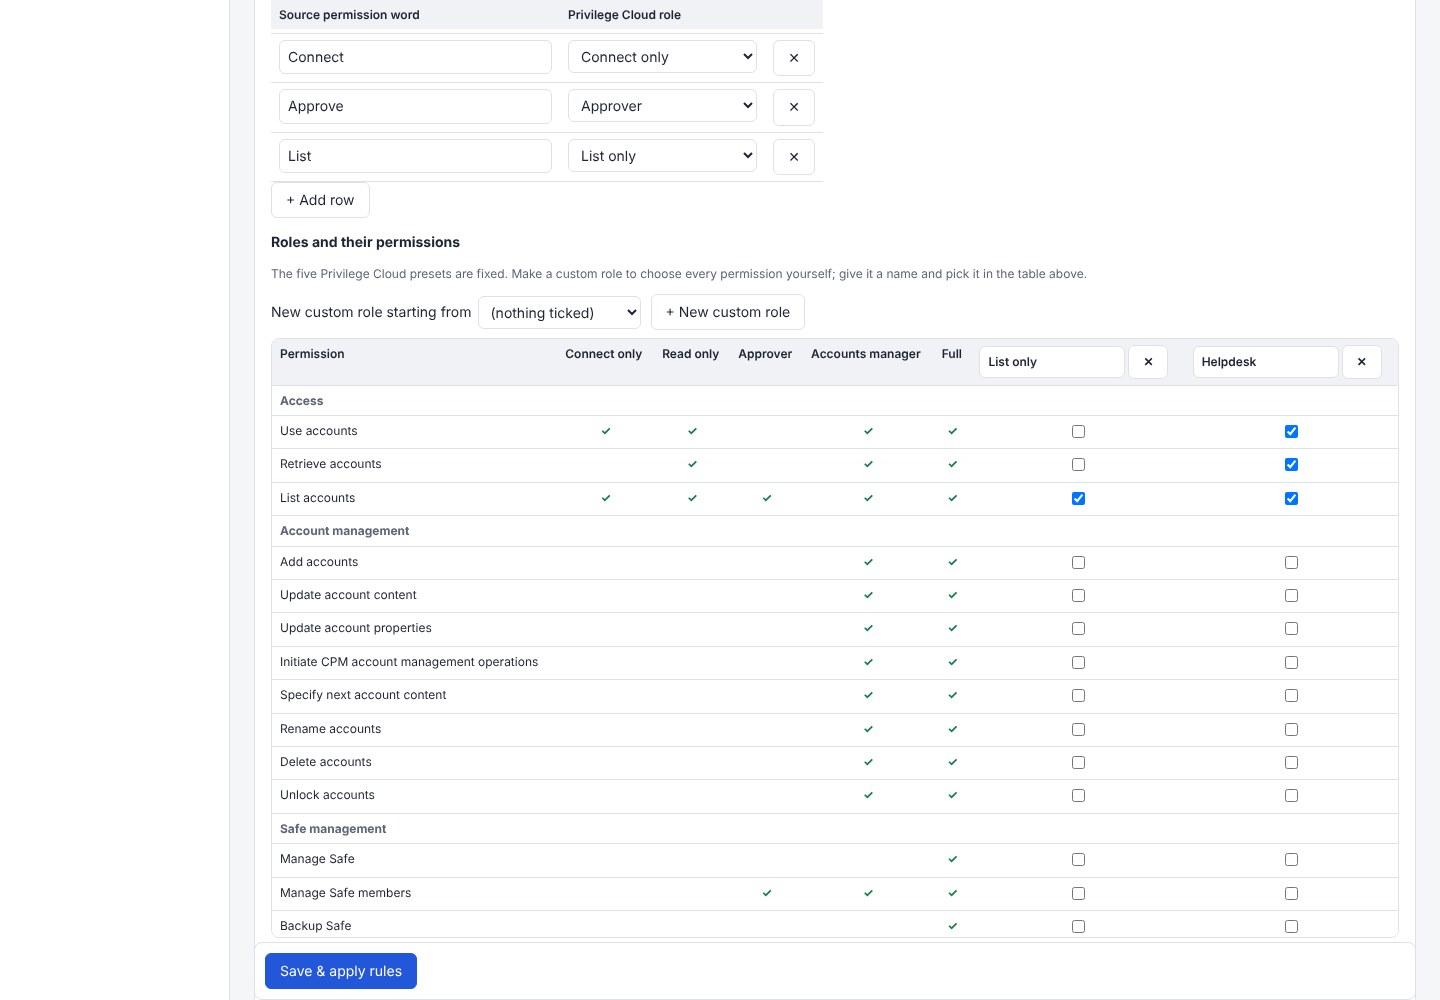 Source permission word Privilege Cloud role
Connect Connect only ×
Approve Approver ×
List List only ×
+ Add row
Roles and their permissions
The five Privilege Cloud presets are fixed. Make a custom role to choose every permission yourself; give it a name and pick it in the table above.
New custom role starting from (nothing ticked) + New custom role
Permission Connect only Read only Approver Accounts manager Full List only × Helpdesk ×
Access
Use accounts
Retrieve accounts
List accounts
Account management
Add accounts
Update account content
Update account properties
Initiate CPM account management operations
Specify next account content
Rename accounts
Delete accounts
Unlock accounts
Safe management
Manage Safe
Manage Safe members
Backup Safe
Save & apply rules